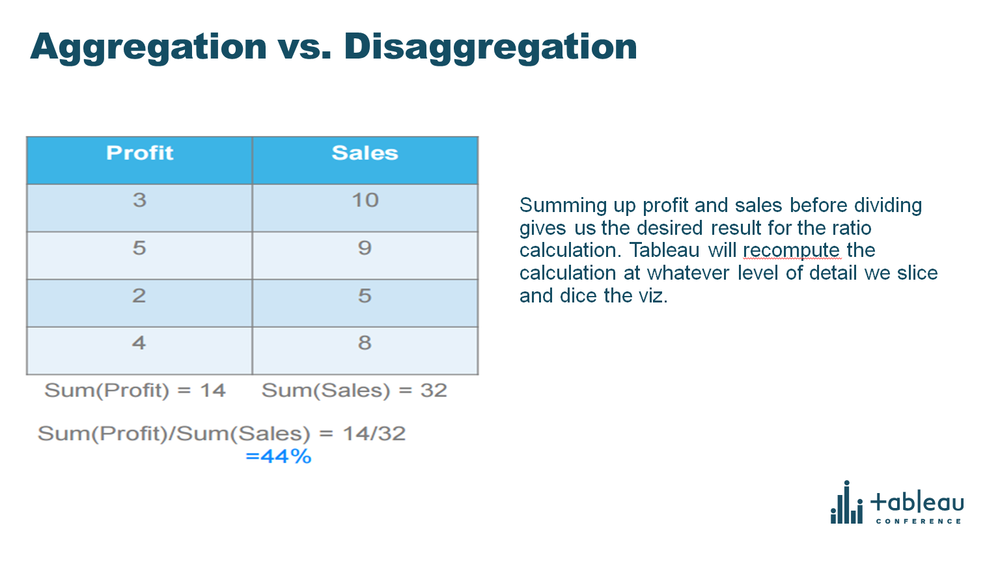 Aggregation vs. Disaggregation
Profit Sales
3 10
5 9
2 5
4 8
Sum(Profit) = 14 Sum(Sales) = 32
Sum(Profit)/Sum(Sales) = 14/32
=44%
Summing up profit and sales before dividing
gives us the desired result for the ratio
calculation. Tableau will recompute the
calculation at whatever level of detail we slice
and dice the viz.
+ableau
CONFERENCE